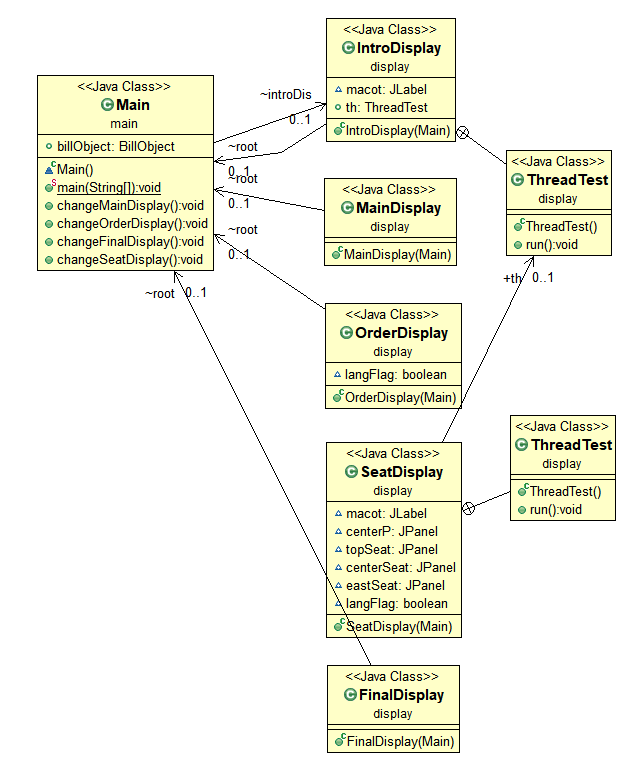 <<Java Class>>
Main
main
billObject: BillObject
Main()
main(String[]):void
changeMainDisplay():void
changeOrderDisplay():void
changeFinalDisplay():void
changeSeatDisplay():void
~introDis
0..1
~root
0..1
~root
0..1
~root
0..1
~root
0..1
<<Java Class>>
IntroDisplay
display
macot: JLabel
th: ThreadTest
IntroDisplay(Main)
<<Java Class>>
ThreadTest
display
ThreadTest()
run():void
+th
0..1
<<Java Class>>
MainDisplay
display
MainDisplay(Main)
<<Java Class>>
OrderDisplay
display
langFlag: boolean
OrderDisplay(Main)
<<Java Class>>
SeatDisplay
display
macot: JLabel
centerP: JPanel
topSeat: JPanel
centerSeat: JPanel
eastSeat: JPanel
langFlag: boolean
SeatDisplay(Main)
<<Java Class>>
ThreadTest
display
ThreadTest()
run():void
<<Java Class>>
FinalDisplay
display
FinalDisplay(Main)